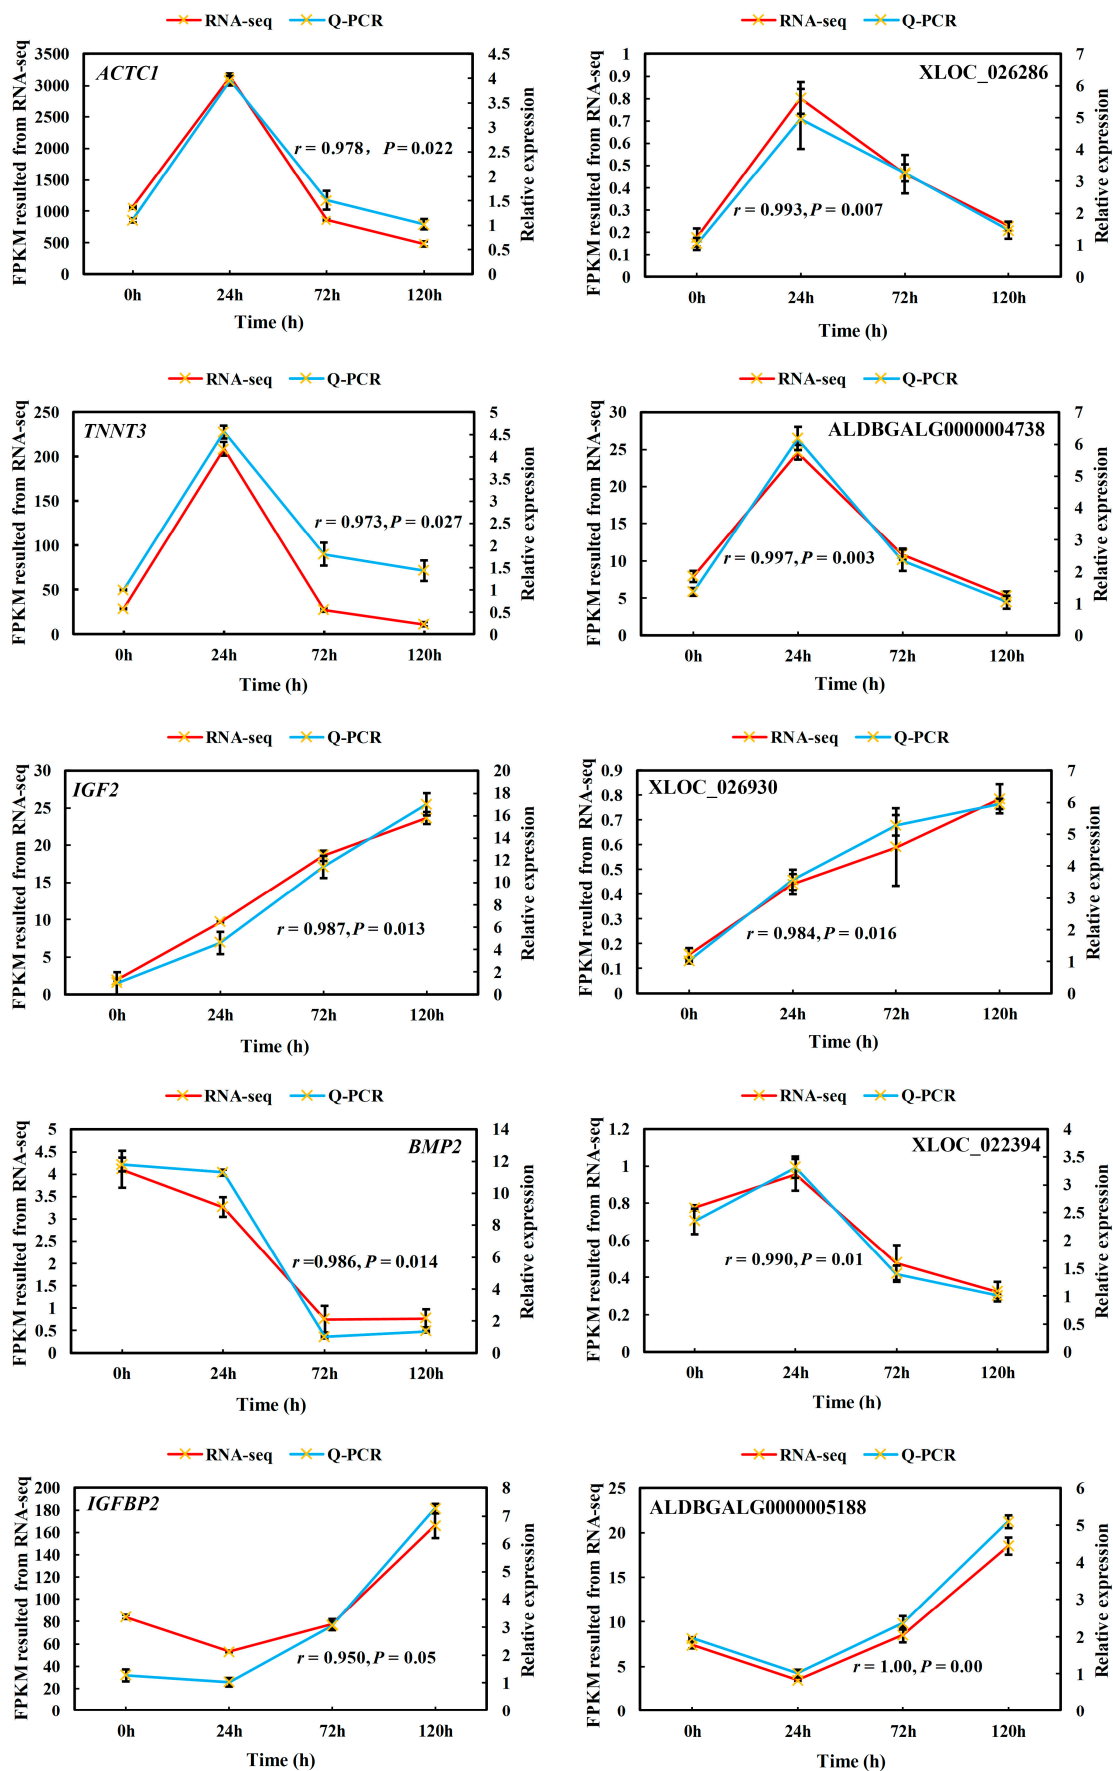 RNA-seq Q-PCR
FPKM resulted from RNA-seq
3500
3000
2500
2000
1500
1000
500
0
ACTC1
r = 0.978, P = 0.022
4.5
4
3.5
3
2.5
2
1.5
1
0.5
0
Relative expression
0h 24h 72h 120h
Time (h)
RNA-seq Q-PCR
FPKM resulted from RNA-seq
1
0.9
0.8
0.7
0.6
0.5
0.4
0.3
0.2
0.1
0
XLOC_026286
r = 0.993, P = 0.007
7
6
5
4
3
2
1
0
Relative expression
0h 24h 72h 120h
Time (h)
RNA-seq Q-PCR
FPKM resulted from RNA-seq
250
200
150
100
50
0
TNNT3
r = 0.973, P = 0.027
5
4.5
4
3.5
3
2.5
2
1.5
1
0.5
0
Relative expression
0h 24h 72h 120h
Time (h)
RNA-seq Q-PCR
FPKM resulted from RNA-seq
30
25
20
15
10
5
0
ALDBGALG0000004738
r = 0.997, P = 0.003
7
6
5
4
3
2
1
0
Relative expression
0h 24h 72h 120h
Time (h)
RNA-seq Q-PCR
FPKM resulted from RNA-seq
30
25
20
15
10
5
0
IGF2
r = 0.987, P = 0.013
20
18
16
14
12
10
8
6
4
2
0
Relative expression
0h 24h 72h 120h
Time (h)
RNA-seq Q-PCR
FPKM resulted from RNA-seq
0.9
0.8
0.7
0.6
0.5
0.4
0.3
0.2
0.1
0
XLOC_026930
r = 0.984, P = 0.016
7
6
5
4
3
2
1
0
Relative expression
0h 24h 72h 120h
Time (h)
RNA-seq Q-PCR
FPKM resulted from RNA-seq
5
4.5
4
3.5
3
2.5
2
1.5
1
0.5
0
BMP2
r =0.986, P = 0.014
14
12
10
8
6
4
2
0
Relative expression
0h 24h 72h 120h
Time (h)
RNA-seq Q-PCR
FPKM resulted from RNA-seq
1.2
1
0.8
0.6
0.4
0.2
0
XLOC_022394
r = 0.990, P = 0.01
4
3.5
3
2.5
2
1.5
1
0.5
0
Relative expression
0h 24h 72h 120h
Time (h)
RNA-seq Q-PCR
FPKM resulted from RNA-seq
200
180
160
140
120
100
80
60
40
20
0
IGFBP2
r = 0.950, P = 0.05
8
7
6
5
4
3
2
1
0
Relative expression
0h 24h 72h 120h
Time (h)
RNA-seq Q-PCR
FPKM resulted from RNA-seq
25
20
15
10
5
0
ALDBGALG0000005188
r = 1.00, P = 0.00
6
5
4
3
2
1
0
Relative expression
0h 24h 72h 120h
Time (h)